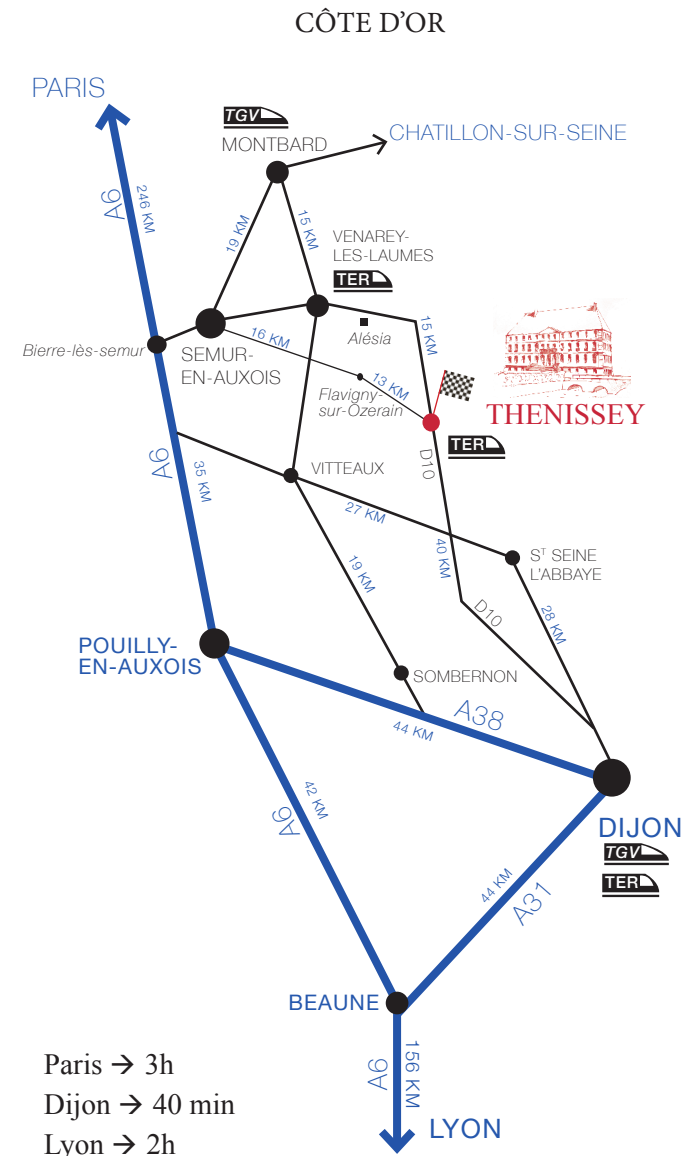 CÔTE D'OR
PARIS
TGV
MONTBARD
CHATILLON-SUR-SEINE
A6
246 KM
19 KM
15 KM
VENAREY-
LES-LAUMES
TER
Bierre-lès-semur
SEMUR-
EN-AUXOIS
16 KM
Alésia
15 KM
13 KM
Flavigny-
sur-Ozerain
THENISSEY
TER
D10
A6
35 KM
VITTEAUX
27 KM
40 KM
ST SEINE
L'ABBAYE
19 KM
D10
28 KM
POUILLY-
EN-AUXOIS
SOMBERNON
A38
44 KM
DIJON
TGV
TER
42 KM
A6
44 KM
A31
BEAUNE
A6
156 KM
LYON
Paris → 3h
Dijon → 40 min
Lyon → 2h